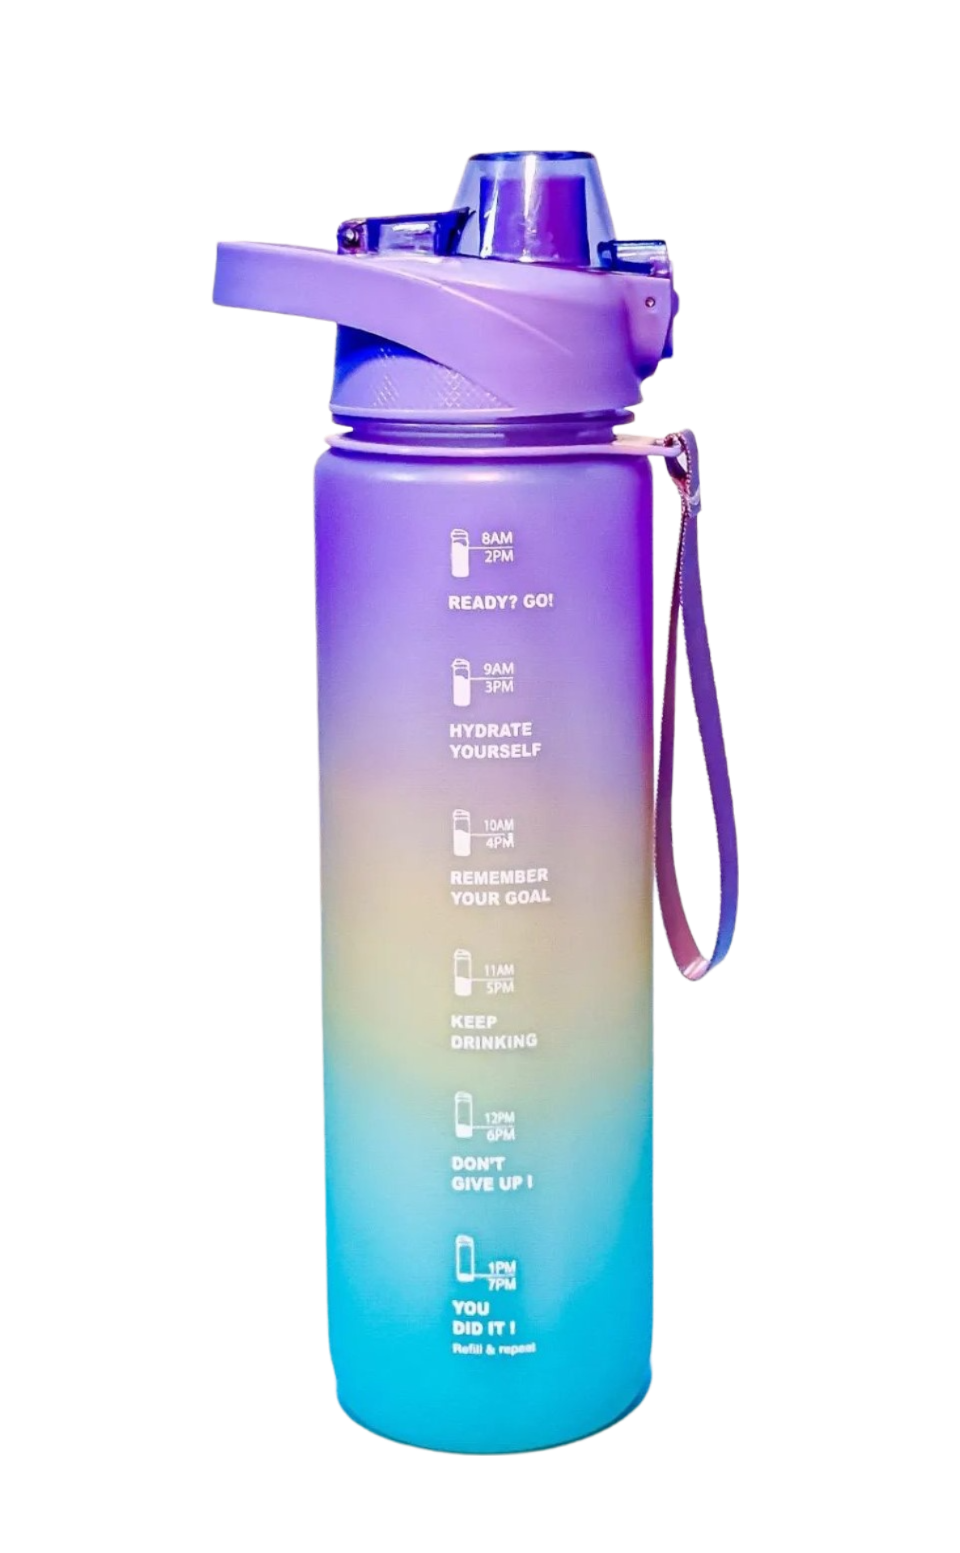 8AM
2PM
READY? GO!
9AM
3PM
HYDRATE
YOURSELF
10AM
4PM
REMEMBER
YOUR GOAL
11AM
5PM
KEEP
DRINKING
12PM
6PM
DON'T
GIVE UP !
1PM
7PM
YOU
DID IT !
Refill & repeat